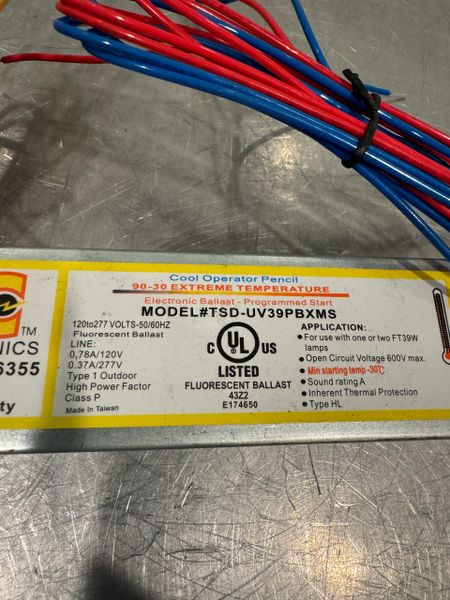 TM
NICS
6355
ty
Cool Operator Pencil
90-30 EXTREME TEMPERATURE
Electronic Ballast - Programmed Start
MODEL#TSD-UV39PBXMS
120to277 VOLTS-50/60HZ
Fluorescent Ballast
LINE:
0,78A/120V
0.37A/277V
Type 1 Outdoor
High Power Factor
Class P
Made In Taiwan
C UL US
LISTED
FLUORESCENT BALLAST
43Z2
E174650
APPLICATION:
• For use with one or two FT39W
lamps
• Open Circuit Voltage 600V max.
• Min starting temp -30℃
• Sound rating A
• Inherent Thermal Protection
• Type HL